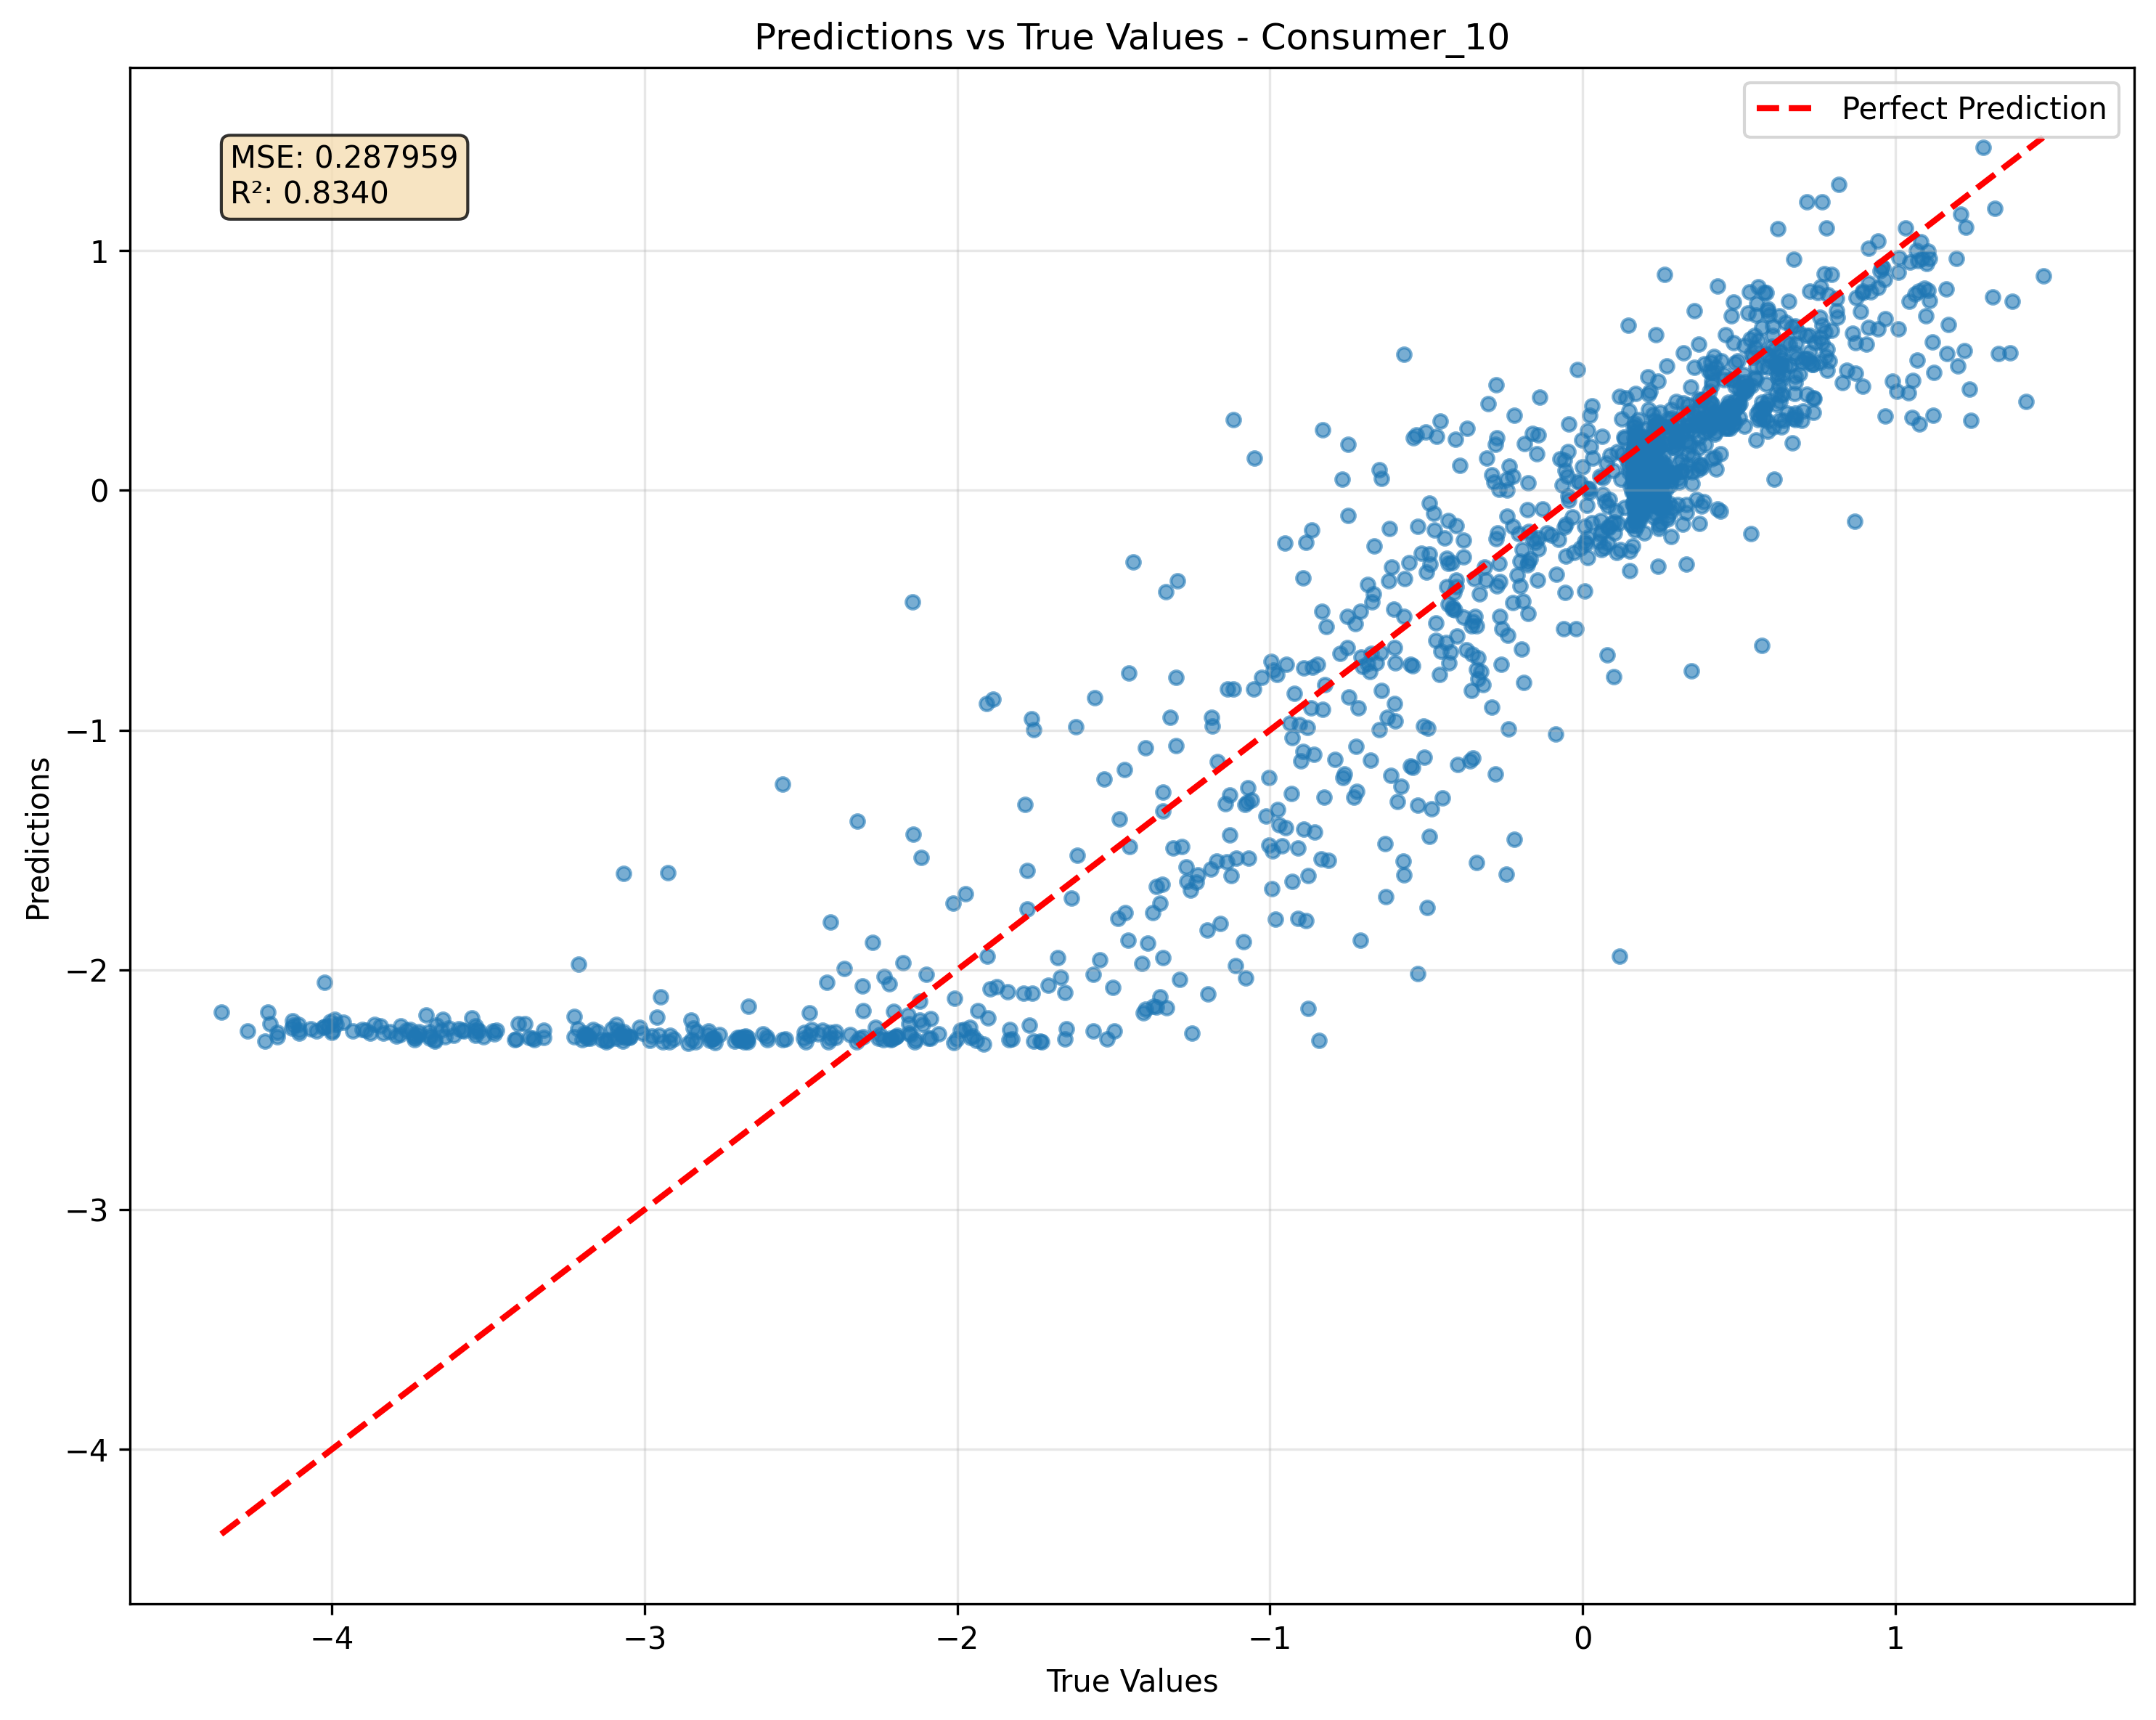 Predictions vs True Values - Consumer_10
Perfect Prediction
MSE: 0.287959
R²: 0.8340
1
0
−1
−2
−3
−4
Predictions
−4 −3 −2 −1 0 1
True Values